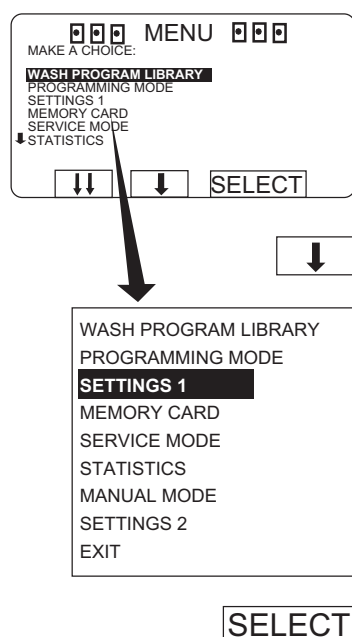 MENU
MAKE A CHOICE:
WASH PROGRAM LIBRARY
PROGRAMMING MODE
SETTINGS 1
MEMORY CARD
SERVICE MODE
STATISTICS
SELECT
WASH PROGRAM LIBRARY
PROGRAMMING MODE
SETTINGS 1
MEMORY CARD
SERVICE MODE
STATISTICS
MANUAL MODE
SETTINGS 2
EXIT
SELECT